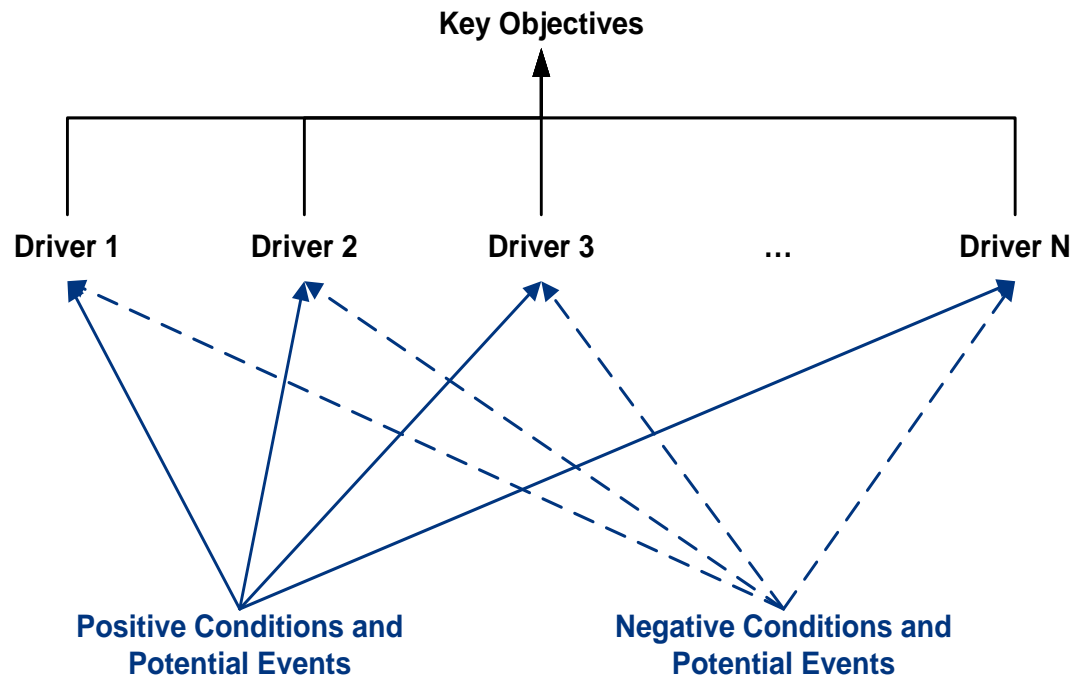 Key Objectives
Driver 1
Driver 2
Driver 3
...
Driver N
Positive Conditions and
Potential Events
Negative Conditions and
Potential Events